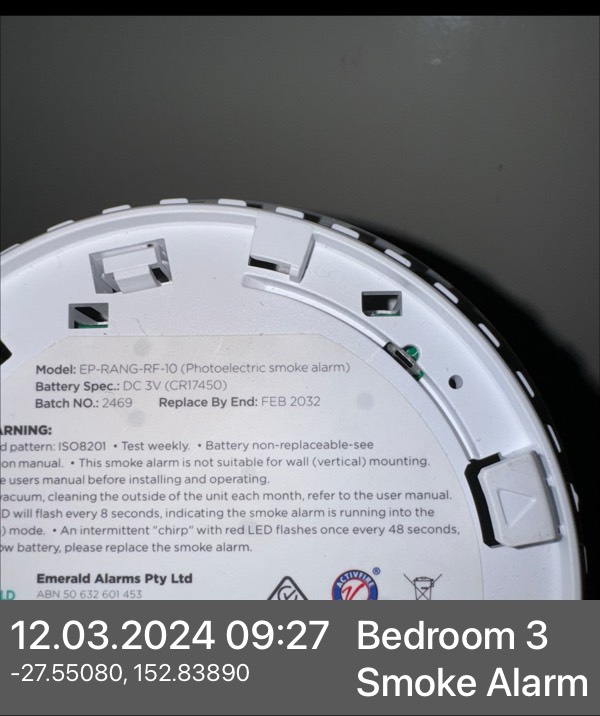 Model: EP-RANG-RF-10 (Photoelectric smoke alarm)
Battery Spec.: DC 3V (CR17450)
Batch NO.: 2469 Replace By End: FEB 2032
ARNING:
d pattern: ISO8201 • Test weekly. • Battery non-replaceable-see
on manual. • This smoke alarm is not suitable for wall (vertical) mounting.
e users manual before installing and operating.
vacuum, cleaning the outside of the unit each month, refer to the user manual.
D will flash every 8 seconds, indicating the smoke alarm is running into the
) mode. • An intermittent "chirp" with red LED flashes once every 48 seconds,
ow battery, please replace the smoke alarm.
Emerald Alarms Pty Ltd
LD ABN 50 632 601 453
ACTIVFIRE ®
12.03.2024 09:27 Bedroom 3
-27.55080, 152.83890 Smoke Alarm